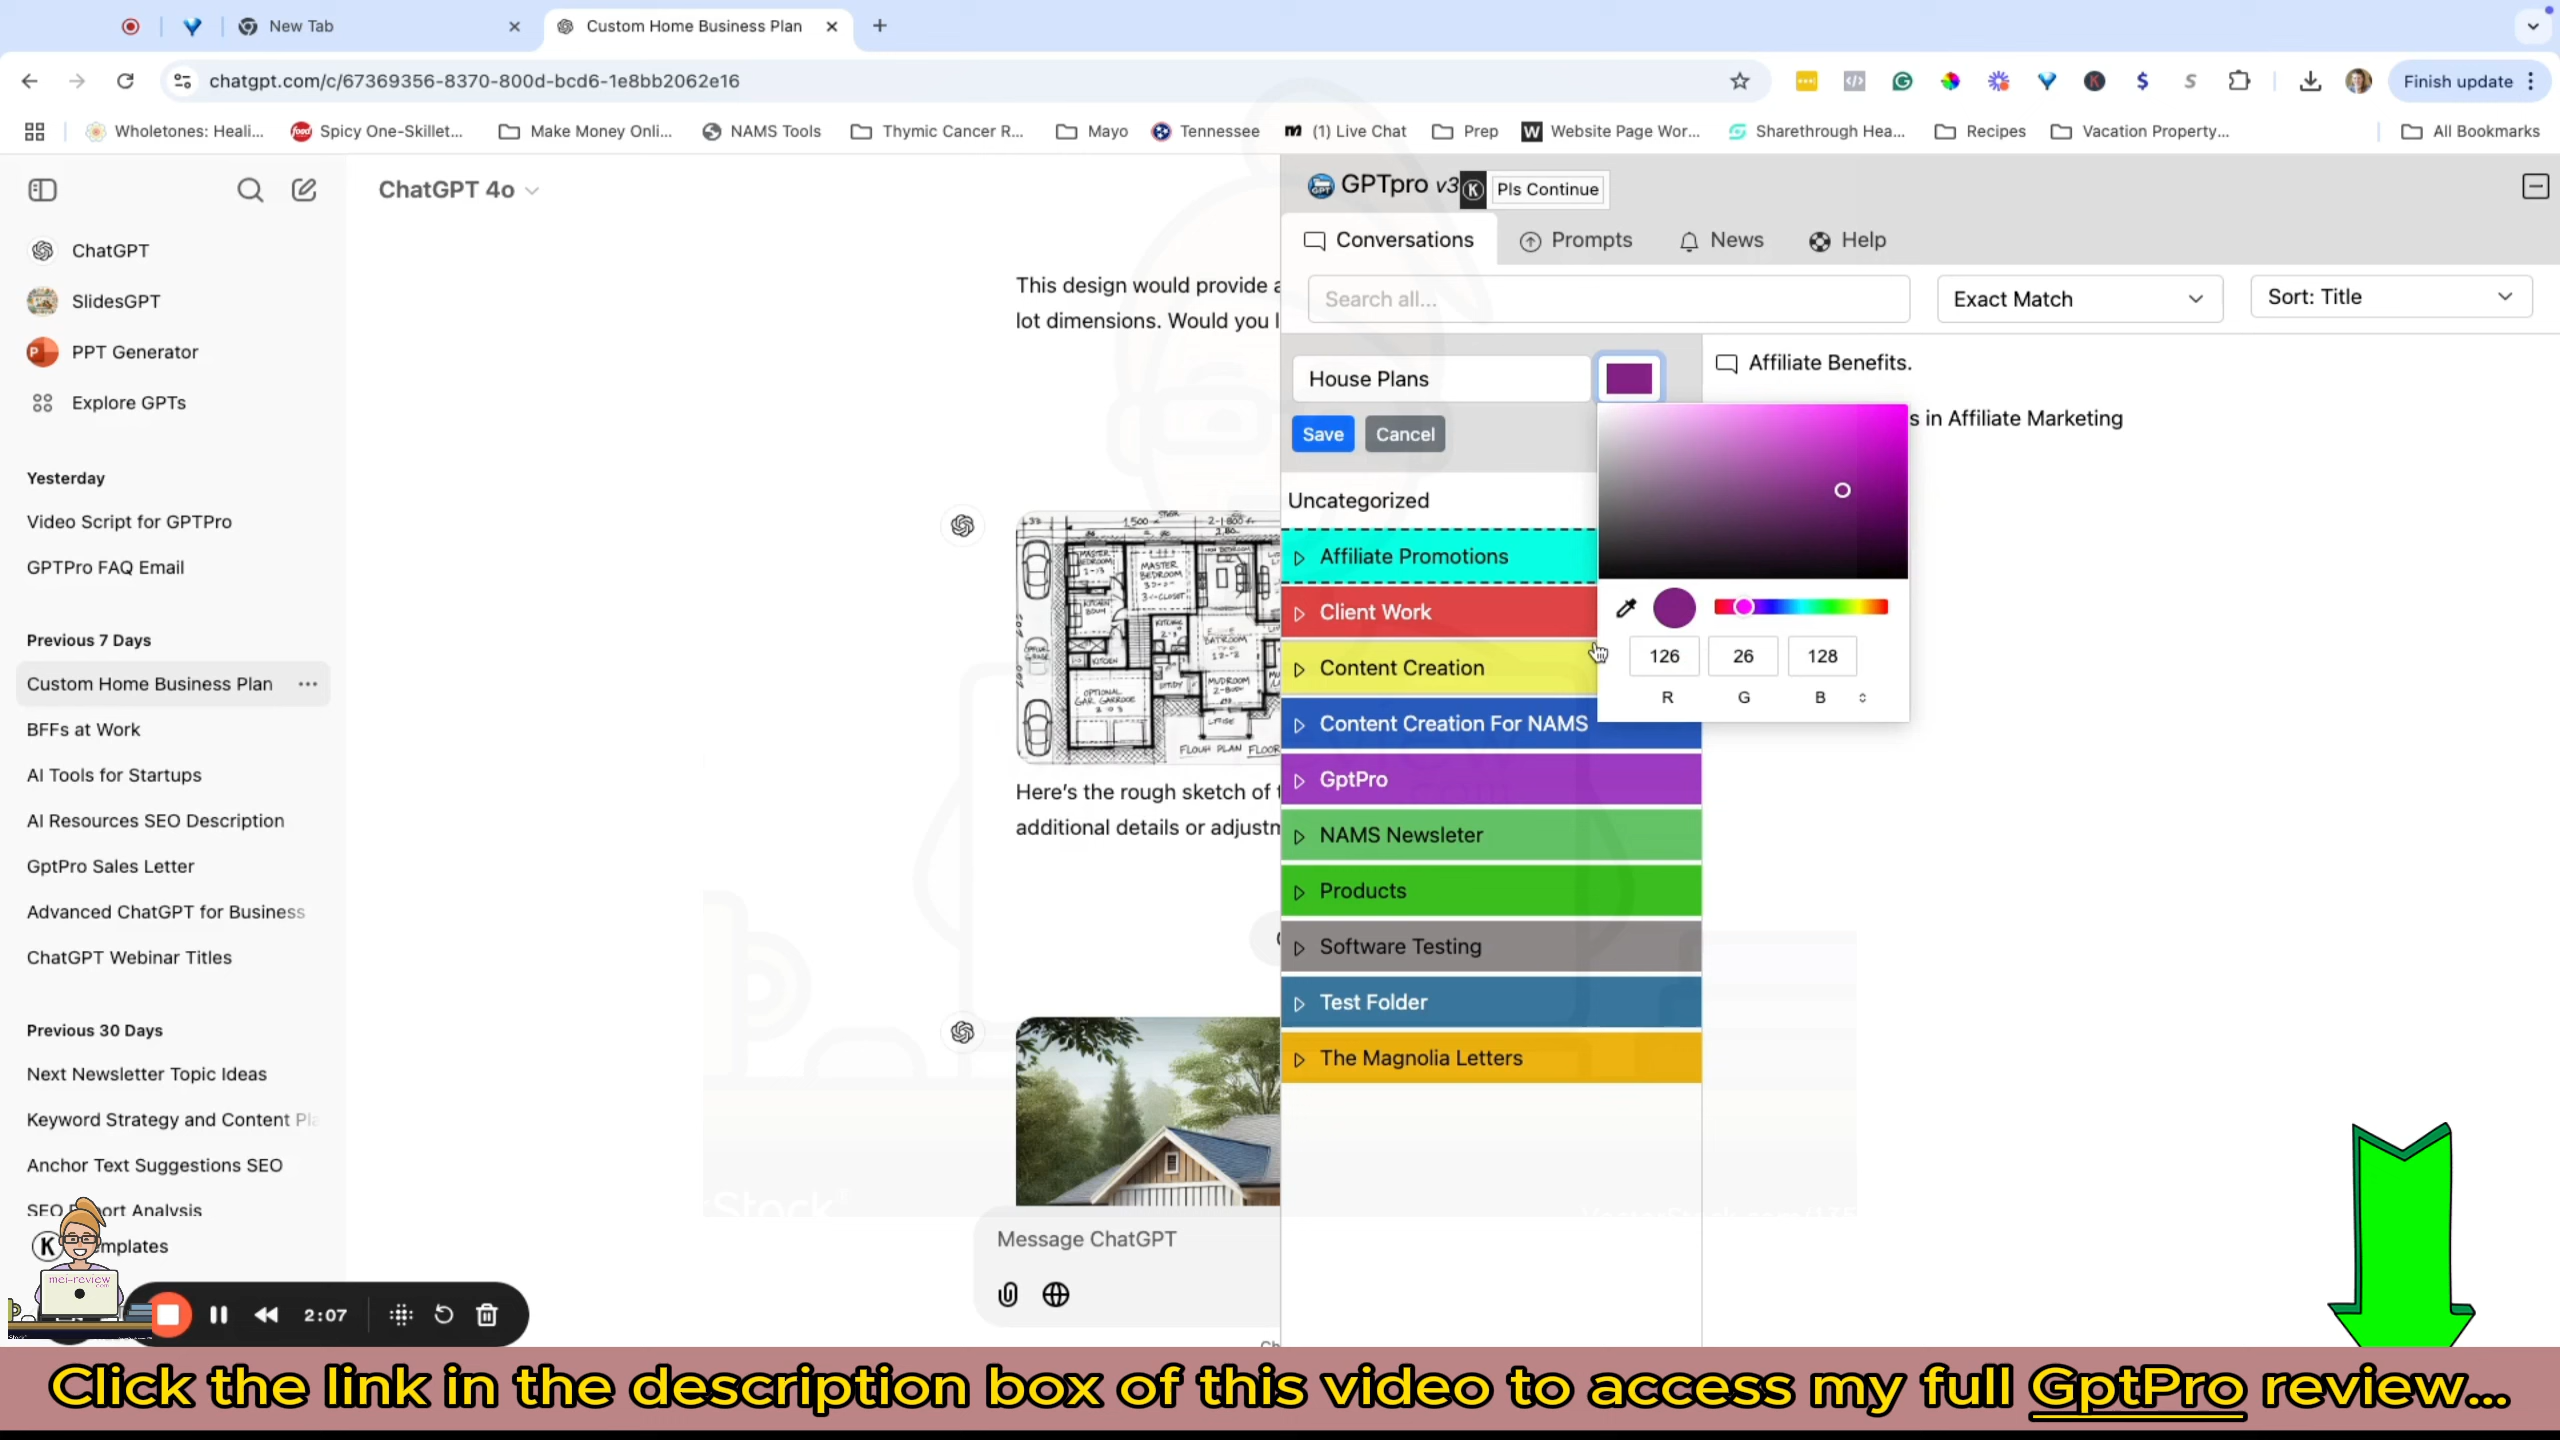 New Tab
Custom Home Business Plan
chatgpt.com/c/67369356-8370-800d-bcd6-1e8bb2062e16
Finish update
Wholetones: Heali...
Spicy One-Skillet...
Make Money Onli...
NAMS Tools
Thymic Cancer R...
Mayo
Tennessee
(1) Live Chat
Prep
Website Page Wor...
Sharethrough Hea...
Recipes
Vacation Property...
All Bookmarks
ChatGPT 4o
ChatGPT
SlidesGPT
PPT Generator
Explore GPTs
Yesterday
Video Script for GPTPro
GPTPro FAQ Email
Previous 7 Days
Custom Home Business Plan
BFFs at Work
AI Tools for Startups
AI Resources SEO Description
GptPro Sales Letter
Advanced ChatGPT for Business
ChatGPT Webinar Titles
Previous 30 Days
Next Newsletter Topic Ideas
Keyword Strategy and Content Pla
Anchor Text Suggestions SEO
mei-review
2:07
This design would provide a
lot dimensions. Would you l
MASTER BEDROOM
KITCHEN
MUDROOM
Here's the rough sketch of t
additional details or adjustm
Message ChatGPT
GPTpro v3
Pls Continue
Conversations
Prompts
News
Help
Search all...
Exact Match
Sort: Title
House Plans
Save
Cancel
Uncategorized
Affiliate Promotions
Client Work
Content Creation
Content Creation For NAMS
GptPro
NAMS Newsleter
Products
Software Testing
Test Folder
The Magnolia Letters
Affiliate Benefits.
s in Affiliate Marketing
126 26 128
R G B
Click the link in the description box of this video to access my full GptPro review...